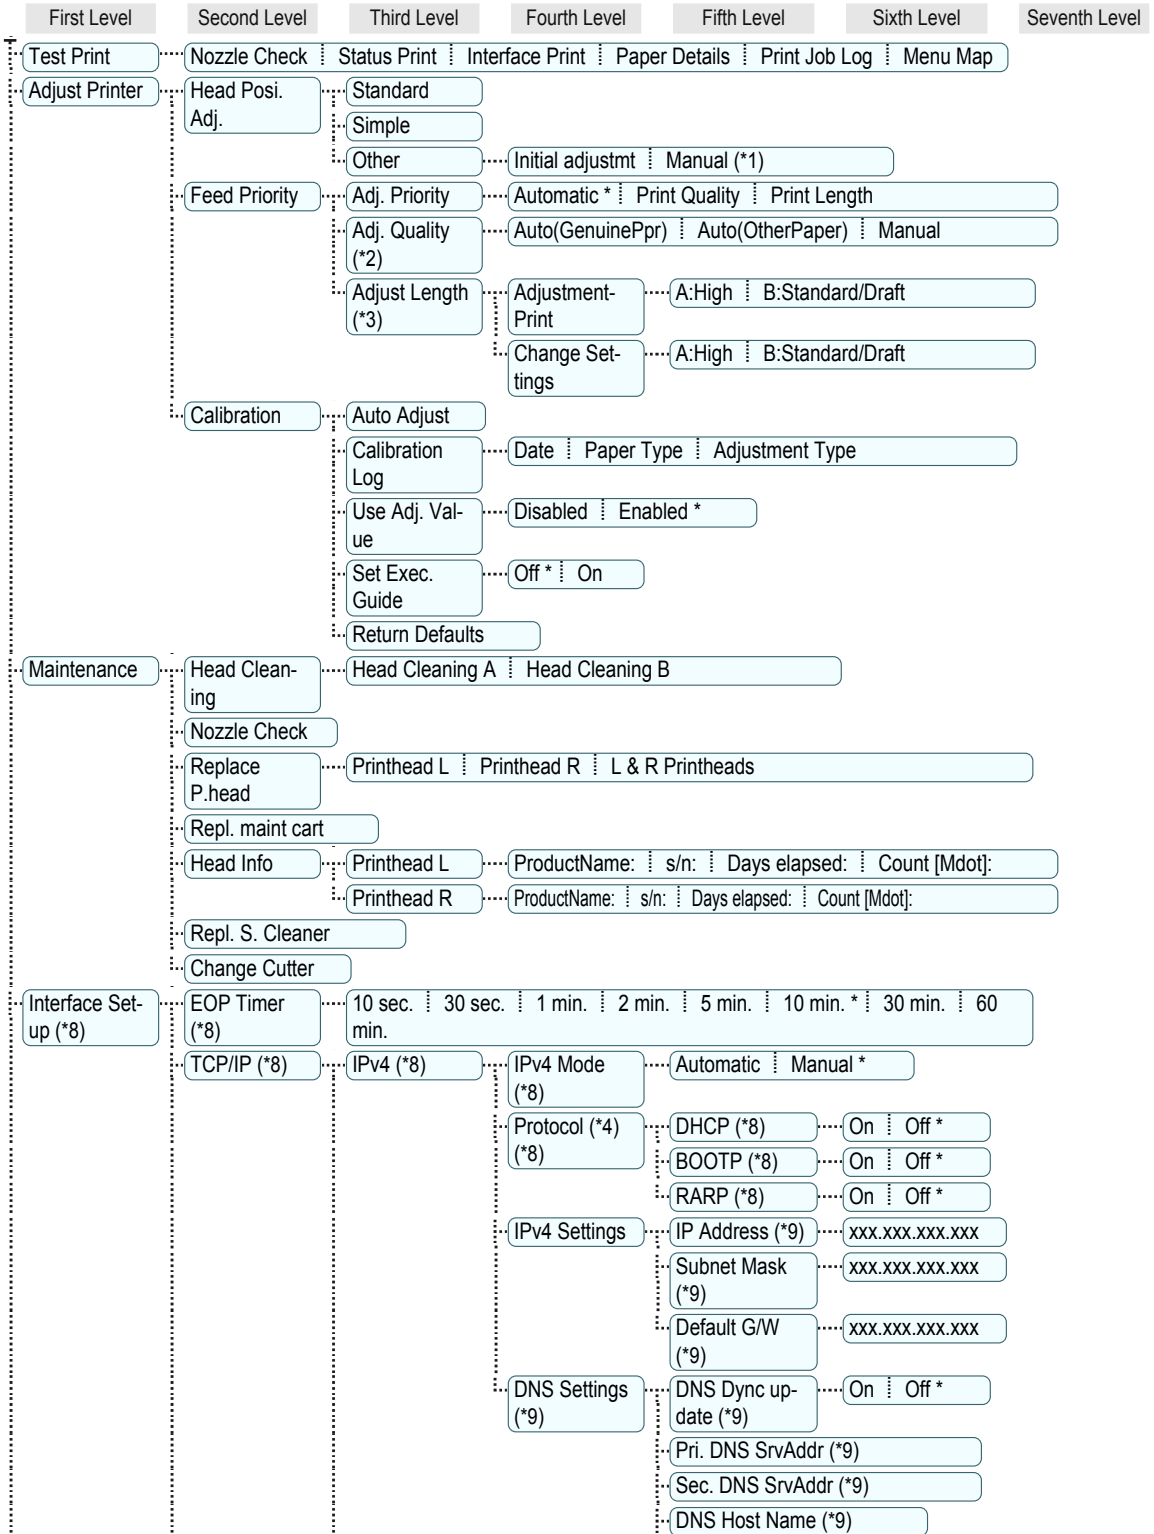 First Level Second Level Third Level Fourth Level Fifth Level Sixth Level Seventh Level
Test Print Nozzle Check Status Print Interface Print Paper Details Print Job Log Menu Map
Adjust Printer Head Posi. Standard
Adj.
Simple
Other Initial adjustmt Manual (*1)
Feed Priority Adj. Priority Automatic * Print Quality Print Length
Adj. Quality Auto(GenuinePpr) Auto(OtherPaper) Manual
(*2)
Adjust Length Adjustment- A:High B:Standard/Draft
(*3) Print
Change Set- A:High B:Standard/Draft
tings
Calibration Auto Adjust
Calibration Date Paper Type Adjustment Type
Log
Use Adj. Val- Disabled Enabled *
ue
Set Exec. Off * On
Guide
Return Defaults
Maintenance Head Clean- Head Cleaning A Head Cleaning B
ing
Nozzle Check
Replace Printhead L Printhead R L & R Printheads
P.head
Repl. maint cart
Head Info Printhead L ProductName: s/n: Days elapsed: Count [Mdot]:
Printhead R ProductName: s/n: Days elapsed: Count [Mdot]:
Repl. S. Cleaner
Change Cutter
Interface Set- EOP Timer 10 sec. 30 sec. 1 min. 2 min. 5 min. 10 min. * 30 min. 60
up (*8) (*8) min.
TCP/IP (*8) IPv4 (*8) IPv4 Mode Automatic Manual *
(*8)
Protocol (*4) DHCP (*8) On Off *
(*8)
BOOTP (*8) On Off *
RARP (*8) On Off *
IPv4 Settings IP Address (*9) xxx.xxx.xxx.xxx
Subnet Mask xxx.xxx.xxx.xxx
(*9)
Default G/W xxx.xxx.xxx.xxx
(*9)
DNS Settings DNS Dync up- On Off *
(*9) date (*9)
Pri. DNS SrvAddr (*9)
Sec. DNS SrvAddr (*9)
DNS Host Name (*9)